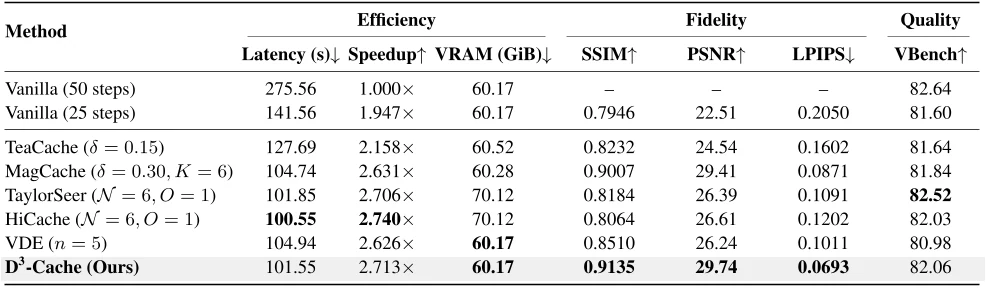 Method Efficiency Fidelity Quality
Latency (s)↓ Speedup↑ VRAM (GiB)↓ SSIM↑ PSNR↑ LPIPS↓ VBench↑
Vanilla (50 steps) 275.56 1.000× 60.17 – – – 82.64
Vanilla (25 steps) 141.56 1.947× 60.17 0.7946 22.51 0.2050 81.60
TeaCache (δ = 0.15) 127.69 2.158× 60.52 0.8232 24.54 0.1602 81.64
MagCache (δ = 0.30, K = 6) 104.74 2.631× 60.28 0.9007 29.41 0.0871 81.84
TaylorSeer (𝒩 = 6, O = 1) 101.85 2.706× 70.12 0.8184 26.39 0.1091 82.52
HiCache (𝒩 = 6, O = 1) 100.55 2.740× 70.12 0.8064 26.61 0.1202 82.03
VDE (n = 5) 104.94 2.626× 60.17 0.8510 26.24 0.1011 80.98
D³-Cache (Ours) 101.55 2.713× 60.17 0.9135 29.74 0.0693 82.06